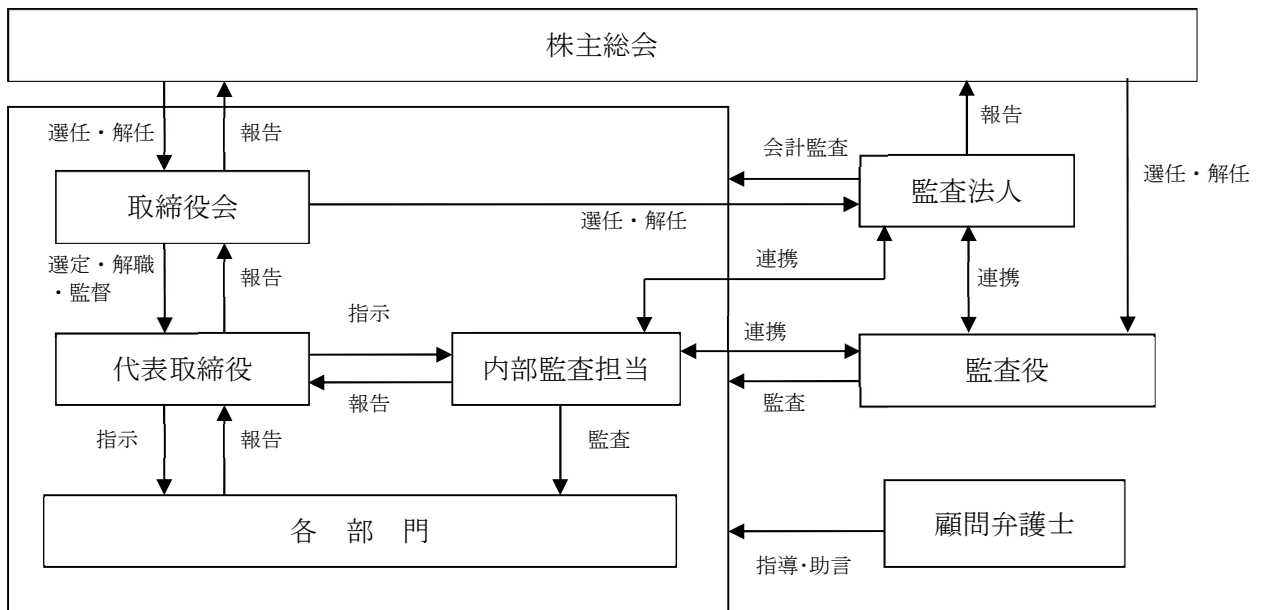 株主総会
選任・解任
報告
報告
会計監査
監査法人
選任・解任
取締役会
選任・解任
選定・解職
・監督
報告
連携
連携
指示
連携
代表取締役
内部監査担当
監査役
報告
監査
指示
報告
監査
各　部　門
顧問弁護士
指導・助言